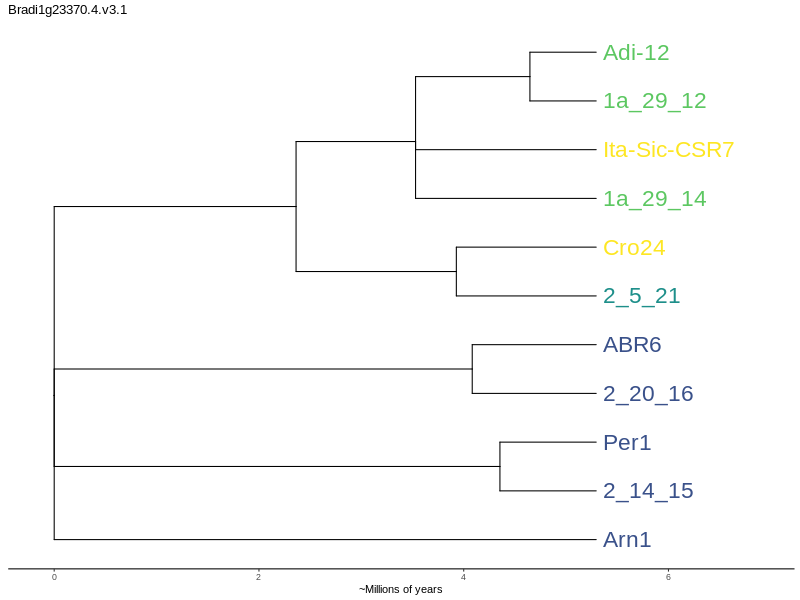 Bradi1g23370.4.v3.1
Adi-12
1a_29_12
Ita-Sic-CSR7
1a_29_14
Cro24
2_5_21
ABR6
2_20_16
Per1
2_14_15
Arn1
0 2 4 6
~Millions of years